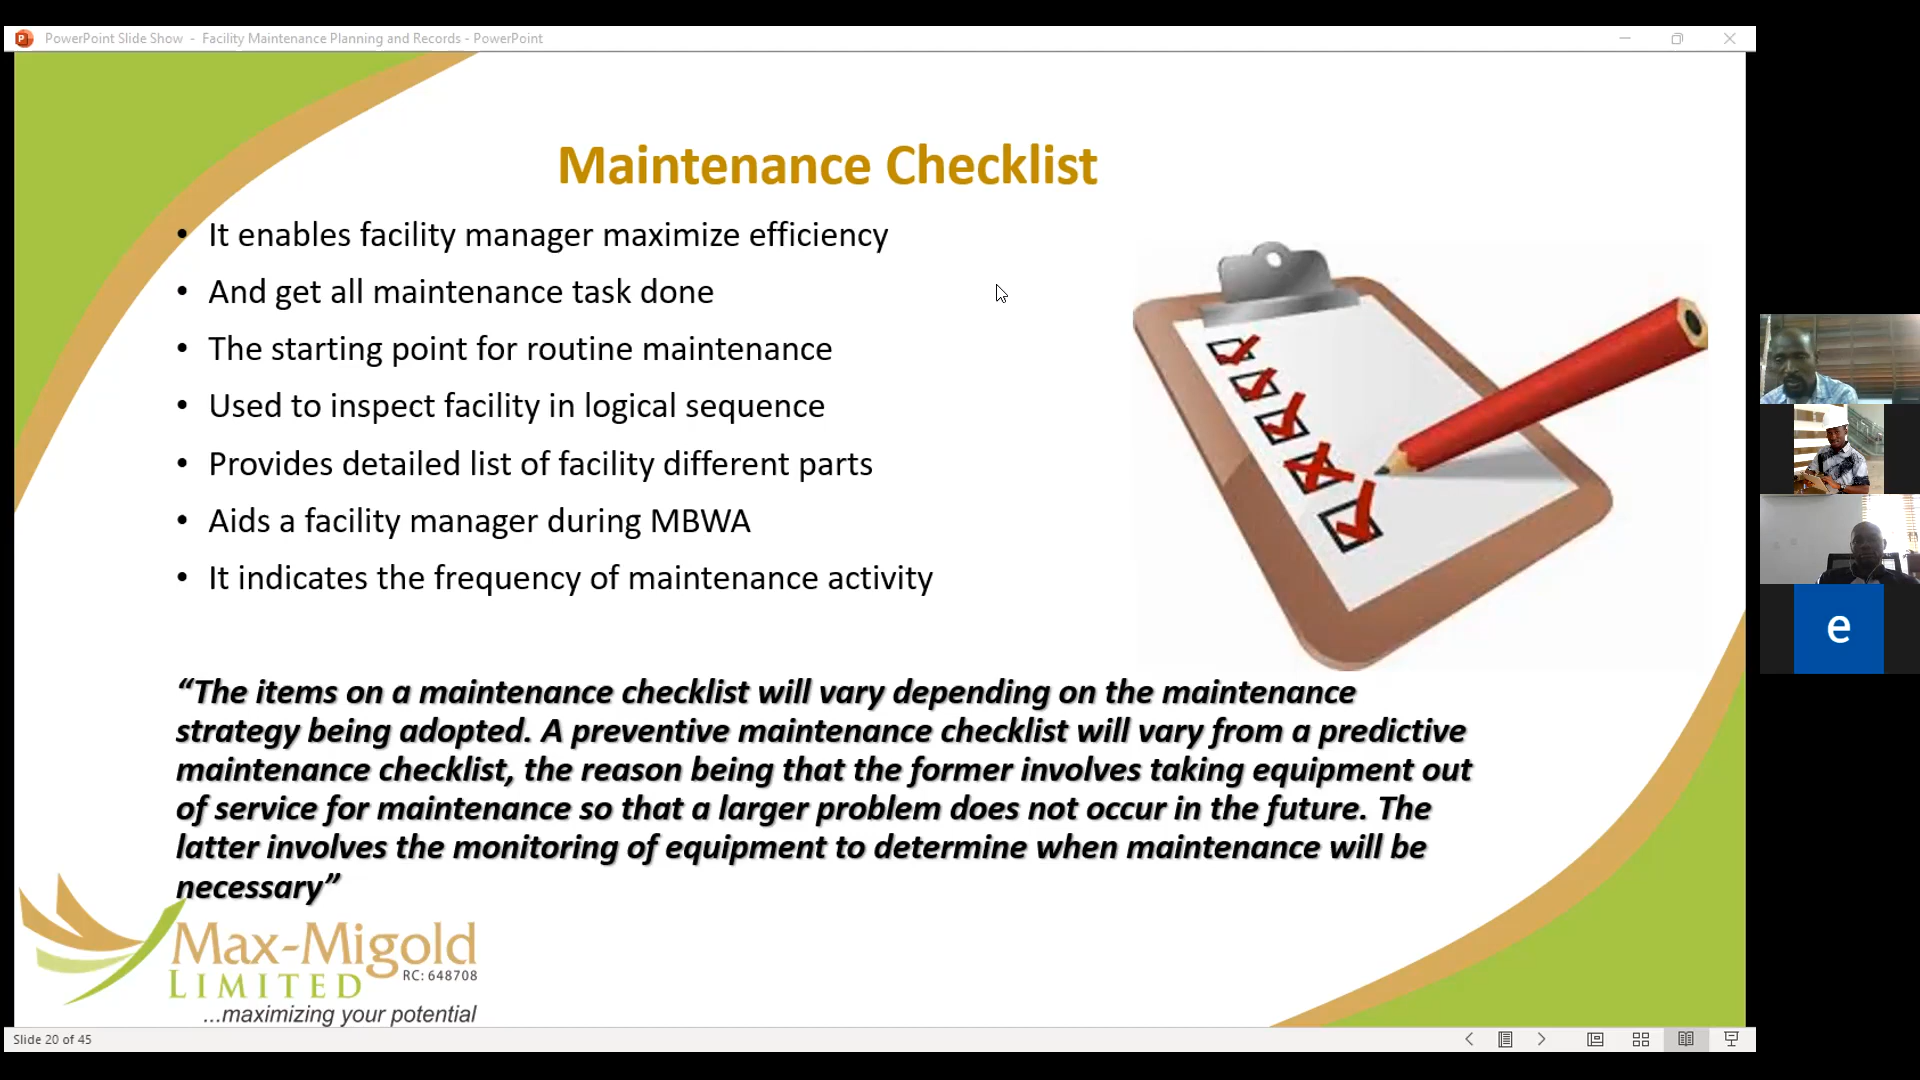 PowerPoint Slide Show - Facility Maintenance Planning and Records - PowerPoint
Maintenance Checklist
• It enables facility manager maximize efficiency
• And get all maintenance task done
• The starting point for routine maintenance
• Used to inspect facility in logical sequence
• Provides detailed list of facility different parts
• Aids a facility manager during MBWA
• It indicates the frequency of maintenance activity
“The items on a maintenance checklist will vary depending on the maintenance
strategy being adopted. A preventive maintenance checklist will vary from a predictive
maintenance checklist, the reason being that the former involves taking equipment out
of service for maintenance so that a larger problem does not occur in the future. The
latter involves the monitoring of equipment to determine when maintenance will be
necessary”
Max-Migold
LIMITED RC: 648708
...maximizing your potential
e
Slide 20 of 45